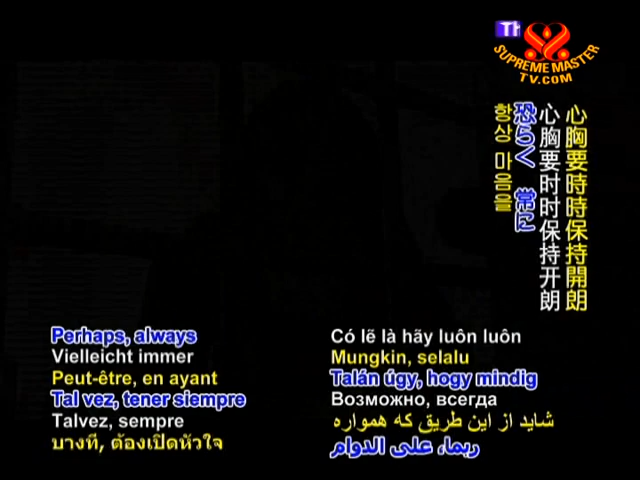 TH
SUPREME MASTER
TV.COM
心胸要時時保持開朗
心胸要时时保持开朗
恐らく 常に
항상 마음을
Perhaps, always
Vielleicht immer
Peut-être, en ayant
Tal vez, tener siempre
Talvez, sempre
บางที, ต้องเปิดหัวใจ
Có lẽ là hãy luôn luôn
Mungkin, selalu
Talán úgy, hogy mindig
Возможно, всегда
شاید از این طریق که همواره
ربما، على الدوام